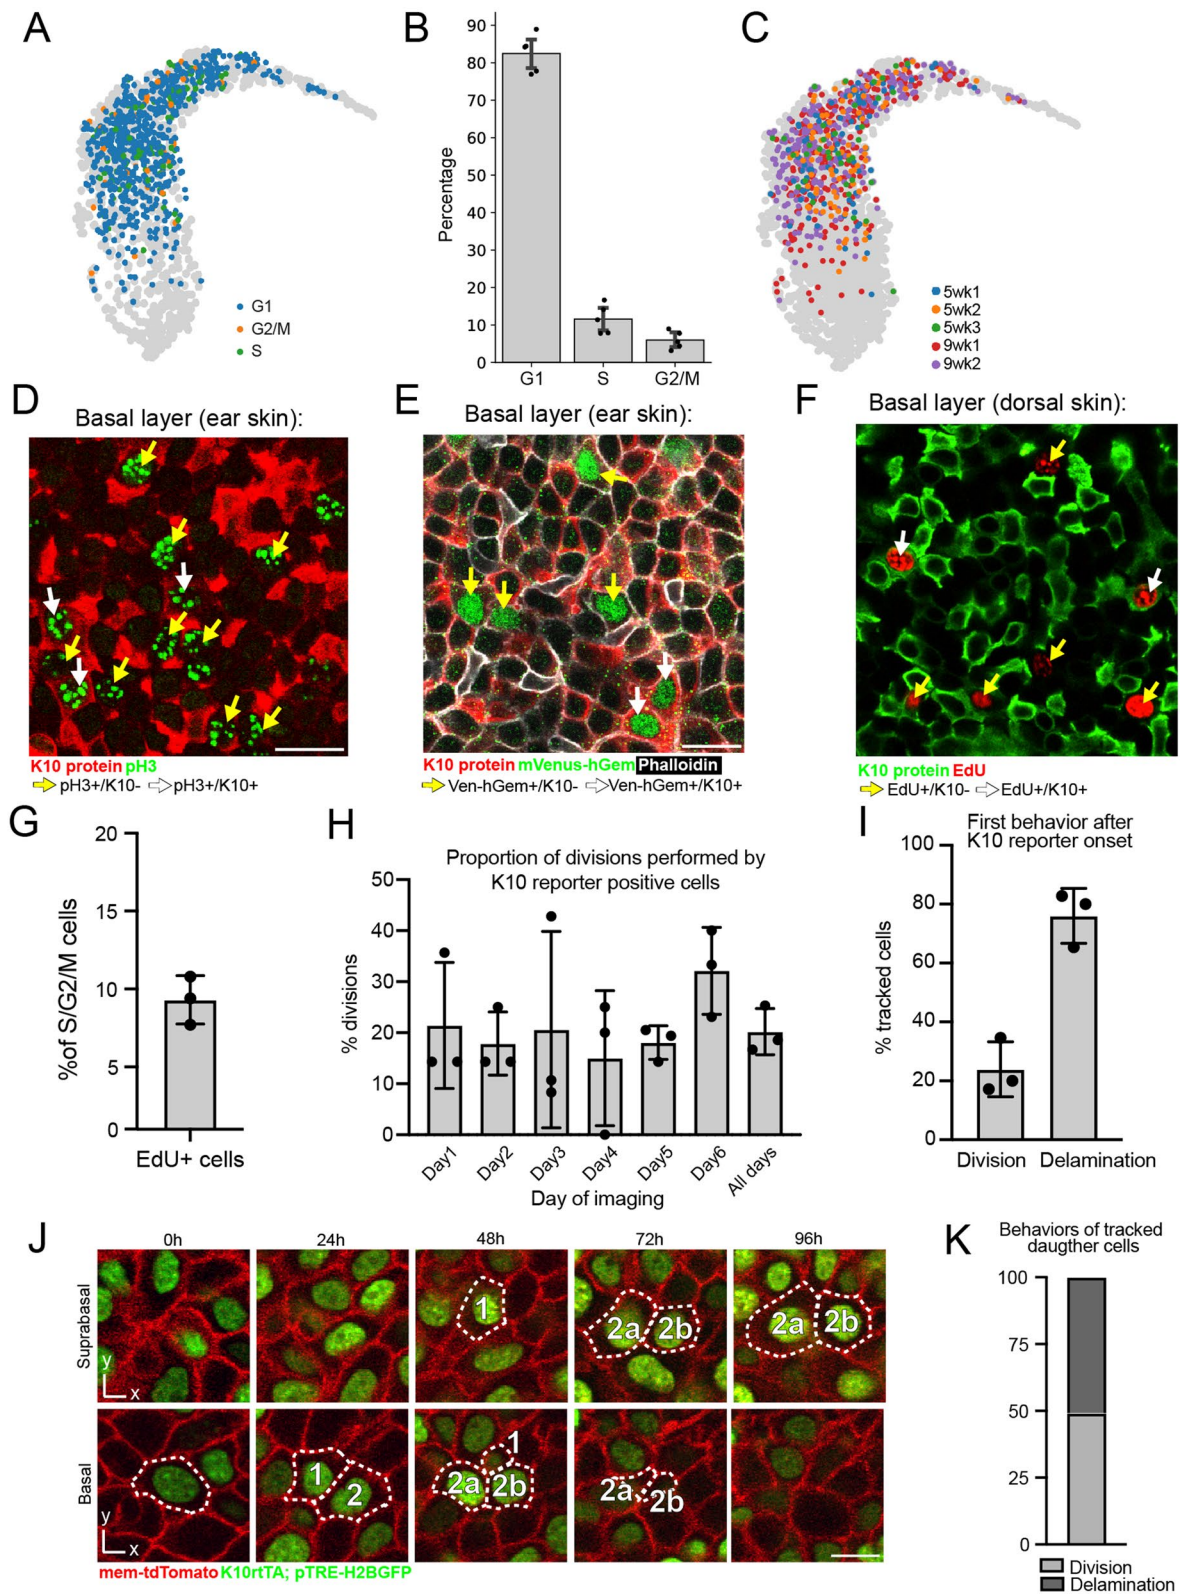 A
B
C
90
80
70
60
50
40
30
20
10
0
Percentage
G1
S
G2/M
G1
G2/M
S
5wk1
5wk2
5wk3
9wk1
9wk2
D
Basal layer (ear skin):
K10 protein pH3
pH3+/K10- pH3+/K10+
E
Basal layer (ear skin):
K10 protein mVenus-hGem Phalloidin
Ven-hGem+/K10- Ven-hGem+/K10+
F
Basal layer (dorsal skin):
K10 protein EdU
EdU+/K10- EdU+/K10+
G
20
15
10
5
0
%of S/G2/M cells
EdU+ cells
H
Proportion of divisions performed by
K10 reporter positive cells
50
40
30
20
10
0
% divisions
Day1
Day2
Day3
Day4
Day5
Day6
All days
Day of imaging
I
First behavior after
K10 reporter onset
100
80
60
40
20
0
% tracked cells
Division
Delamination
J
0h
24h
48h
72h
96h
Suprabasal
y
x
1
2a
2b
2a
2b
Basal
y
x
1
2
1
2a
2b
2a
2b
mem-tdTomato K10rtTA; pTRE-H2BGFP
K
Behaviors of tracked
daugther cells
100
75
50
25
0
Division
Delamination